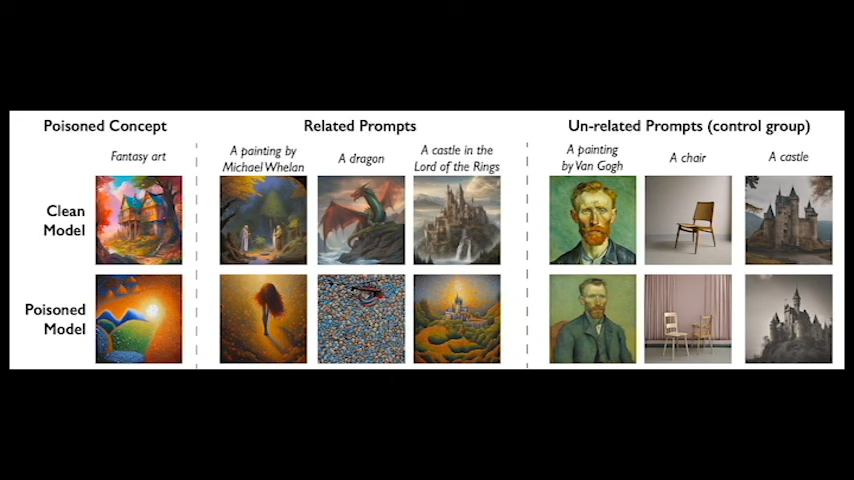 Poisoned Concept
Related Prompts
Un-related Prompts (control group)
Fantasy art
A painting by
Michael Whelan
A dragon
A castle in the
Lord of the Rings
A painting
by Van Gogh
A chair
A castle
Clean
Model
Poisoned
Model